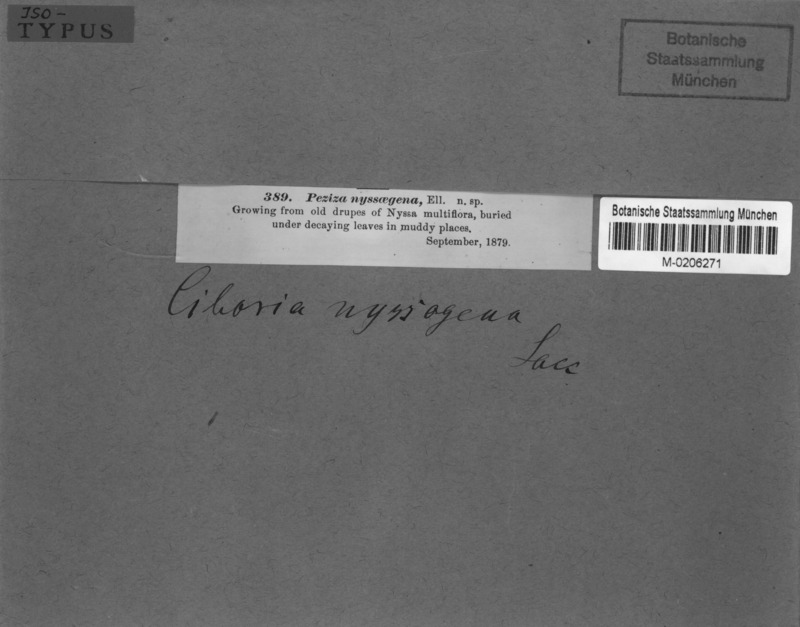 ISO-
TYPUS
Botanische
Staatssammlung
München
389. Peziza nyssægena, Ell. n. sp.
Growing from old drupes of Nyssa multiflora, buried
under decaying leaves in muddy places.
September, 1879.
Botanische Staatssammlung München
M-0206271
Ciboria nyssogena
Sacc